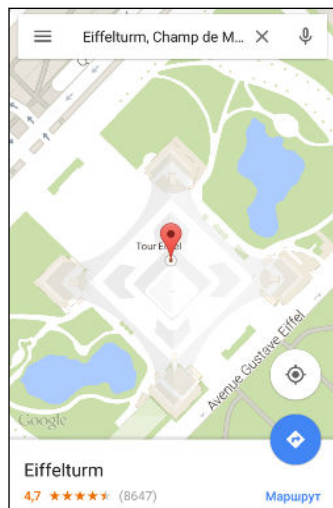 Eiffelturm, Champ de M...
Tour Eiffel
Avenue Gustave Eiffel
Google
Eiffelturm
4,7 (8647)
Маршрут